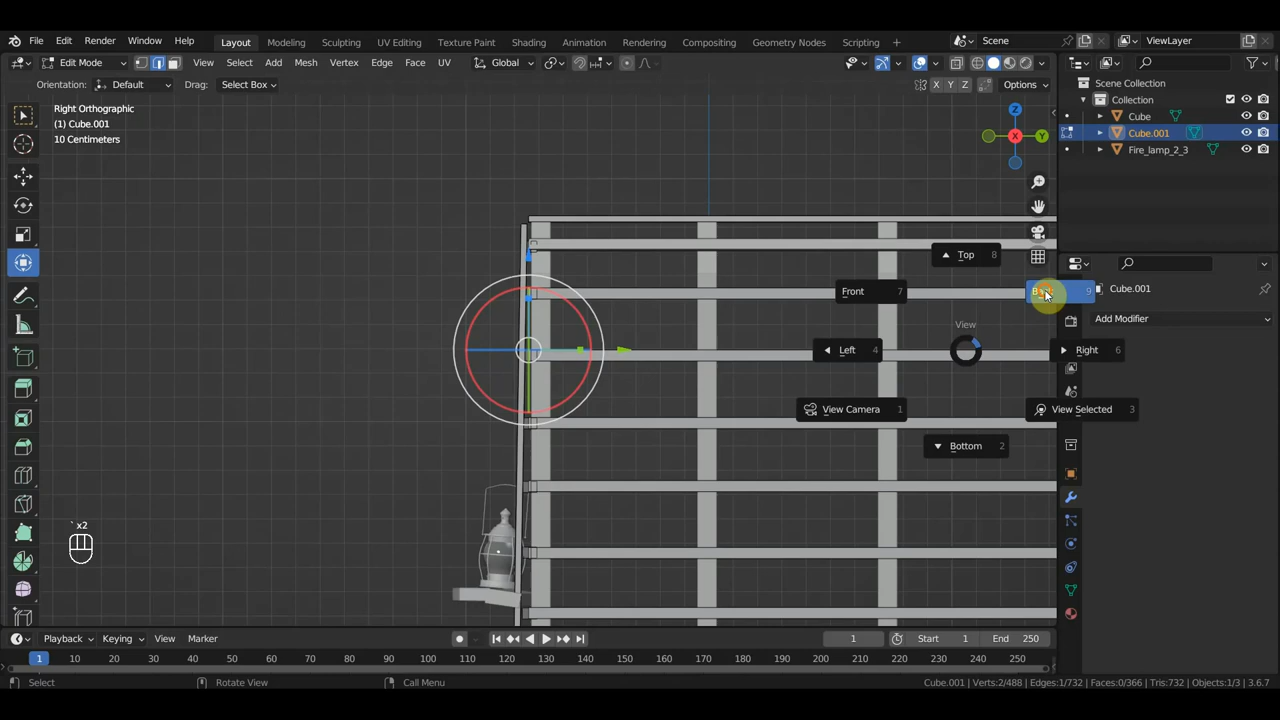 File Edit Render Window Help Layout Modeling Sculpting UV Editing Texture Paint Shading Animation Rendering Compositing Geometry Nodes Scripting + Scene ViewLayer
Edit Mode View Select Add Mesh Vertex Edge Face UV Global
Orientation: Default Drag: Select Box X Y Z Options
Scene Collection
Collection
Cube
Cube.001
Fire_lamp_2_3
Right Orthographic
(1) Cube.001
10 Centimeters
Z
X
Y
Top 8
Front 7
9
View
Left 4
Right 6
View Camera 1
View Selected 3
Bottom 2
Cube.001
Add Modifier
` x2
Playback Keying View Marker 1 Start 1 End 250
1 10 20 30 40 50 60 70 80 90 100 110 120 130 140 150 160 170 180 190 200 210 220 230 240 250
Select Rotate View Call Menu Cube.001 | Verts:2/488 | Edges:1/732 | Faces:0/366 | Tris:732 | Objects:1/3 | 3.6.7